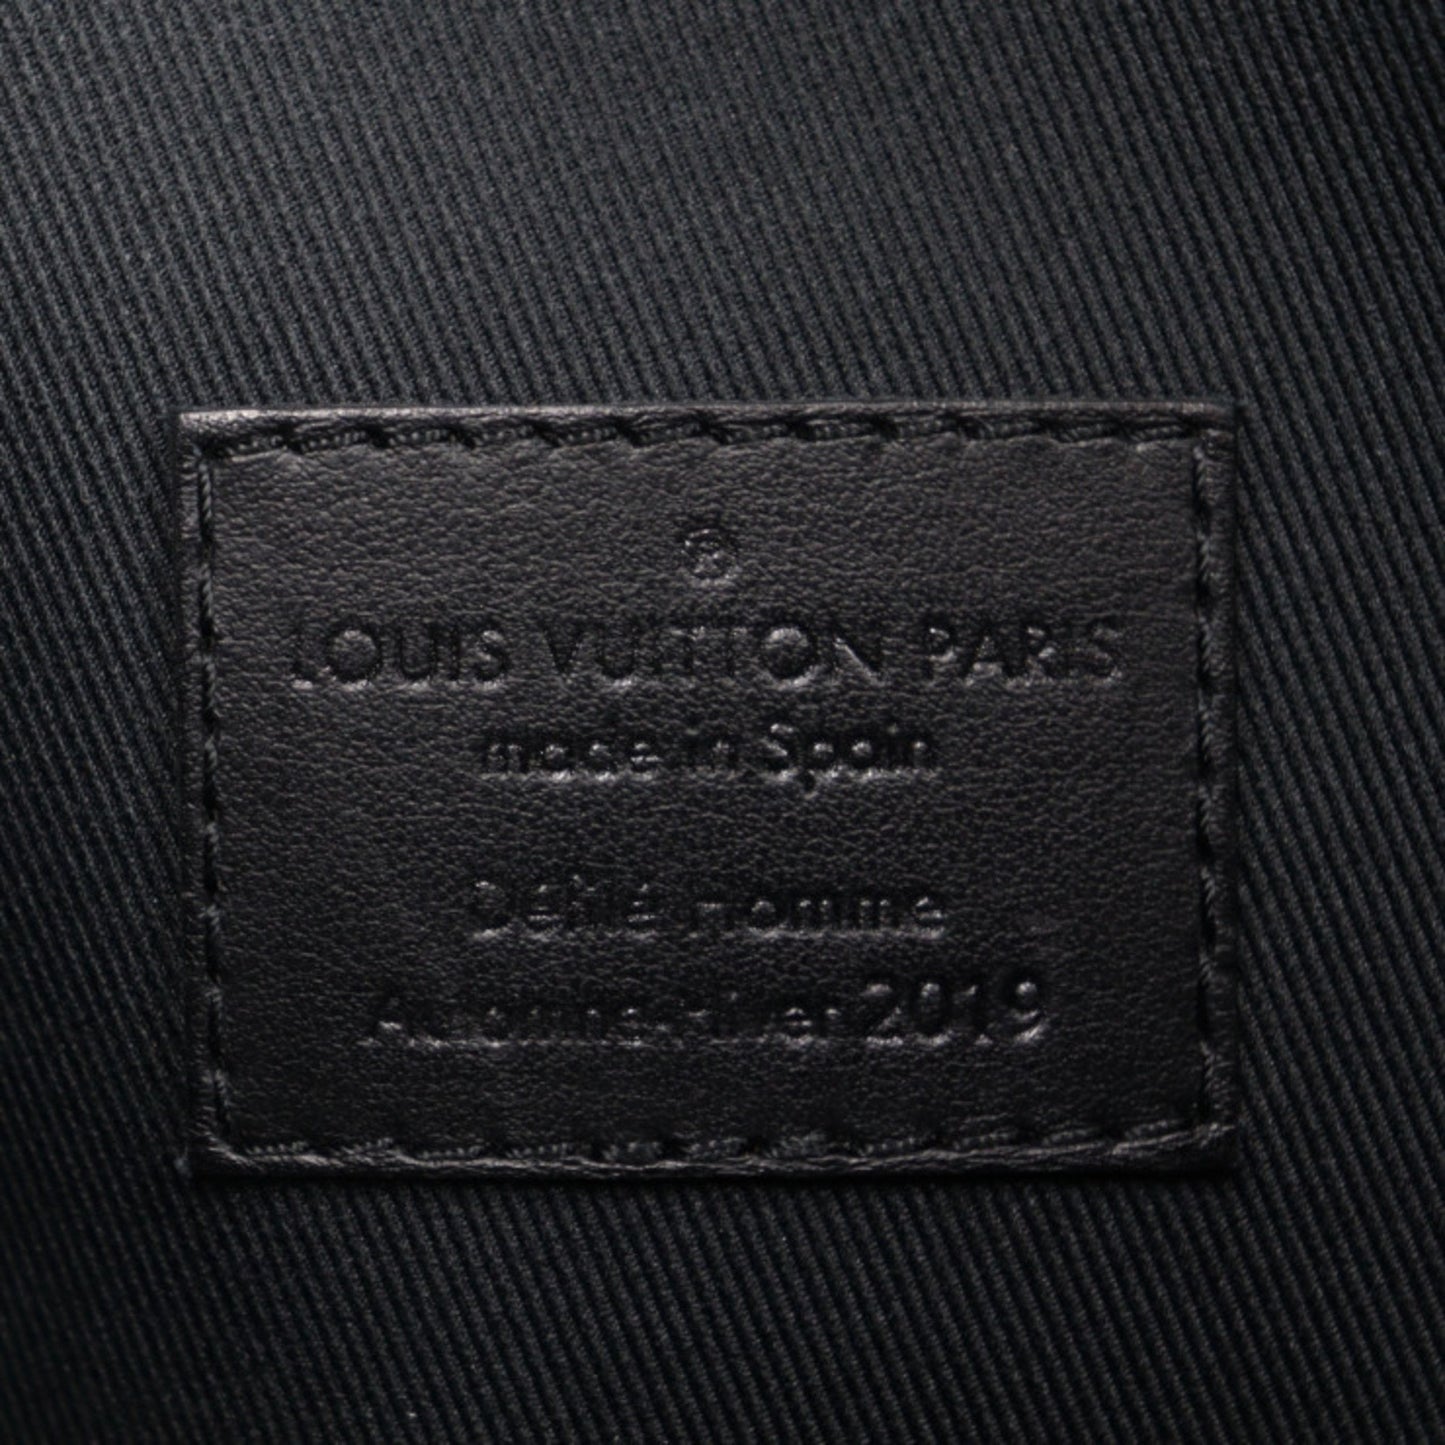 ®
LOUIS VUITTON PARIS
made in Spain
Défilé Homme
Automne-Hiver 2019